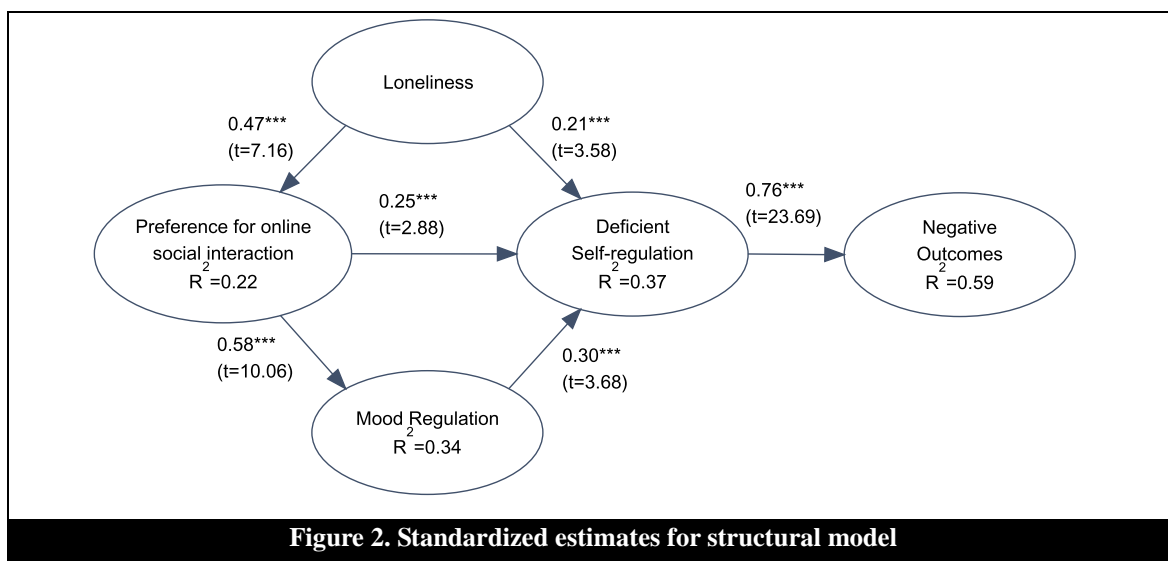 Loneliness
0.47***
(t=7.16)
0.21***
(t=3.58)
Preference for online
social interaction
R²=0.22
0.25***
(t=2.88)
Deficient
Self-regulation
R²=0.37
0.76***
(t=23.69)
Negative
Outcomes
R²=0.59
0.58***
(t=10.06)
0.30***
(t=3.68)
Mood Regulation
R²=0.34
Figure 2. Standardized estimates for structural model